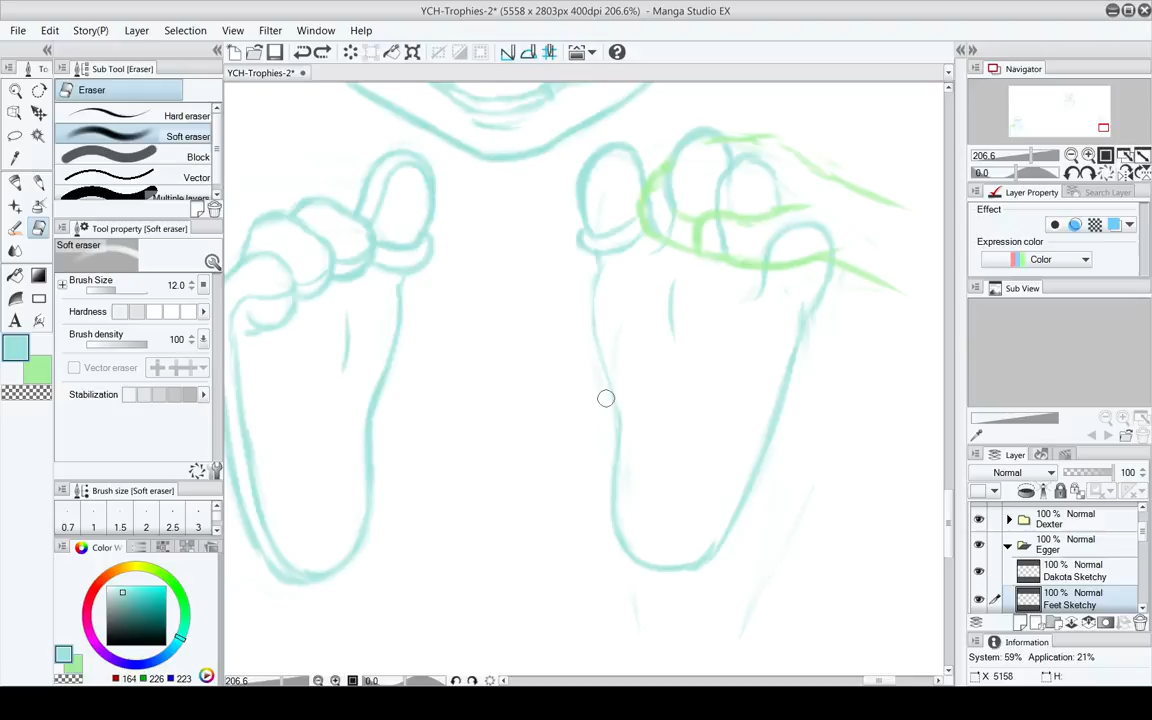 YCH-Trophies-2* (5558 x 2803px 400dpi 206.6%) - Manga Studio EX
File Edit Story(P) Layer Selection View Filter Window Help
To Sub Tool [Eraser]
YCH-Trophies-2*
Navigator
Eraser
Hard eraser
Soft eraser
Block
Vector
Multiple layers
206.6
0.0
Layer Property Search Layer
Effect
Tool property [Soft eraser]
Soft eraser
Expression color
Color
Brush Size 12.0
Sub View
Hardness
Brush density 100
Vector eraser
Stabilization
Layer
Normal 100
Brush size [Soft eraser]
0.7 1 1.5 2 2.5 3
100 % Normal
Dexter
100 % Normal
Egger
Color W
100 % Normal
Dakota Sketchy
100 % Normal
Feet Sketchy
Information
System: 59% Application: 21%
164 226 223
206.6 0.0
X 5158 H: